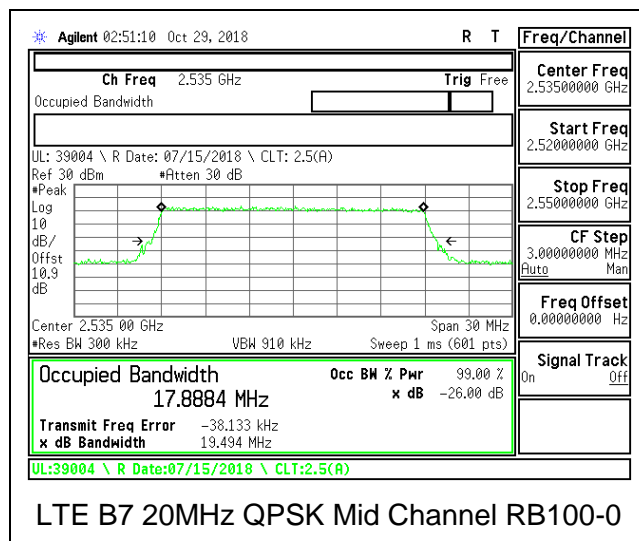 Agilent 02:51:10 Oct 29, 2018 R T
Freq/Channel
Ch Freq 2.535 GHz Trig Free
Occupied Bandwidth
Center Freq
2.53500000 GHz
Start Freq
2.52000000 GHz
Stop Freq
2.55000000 GHz
CF Step
3.00000000 MHz
Auto Man
Freq Offset
0.00000000 Hz
Signal Track
On Off
UL: 39004 \ R Date: 07/15/2018 \ CLT: 2.5(A)
Ref 30 dBm #Atten 30 dB
#Peak
Log
10
dB/
Offst
10.9
dB
Center 2.535 00 GHz Span 30 MHz
#Res BW 300 kHz VBW 910 kHz Sweep 1 ms (601 pts)
Occupied Bandwidth Occ BW % Pwr 99.00 %
17.8884 MHz x dB -26.00 dB
Transmit Freq Error -38.133 kHz
x dB Bandwidth 19.494 MHz
UL:39004 \ R Date:07/15/2018 \ CLT:2.5(A)
LTE B7 20MHz QPSK Mid Channel RB100-0